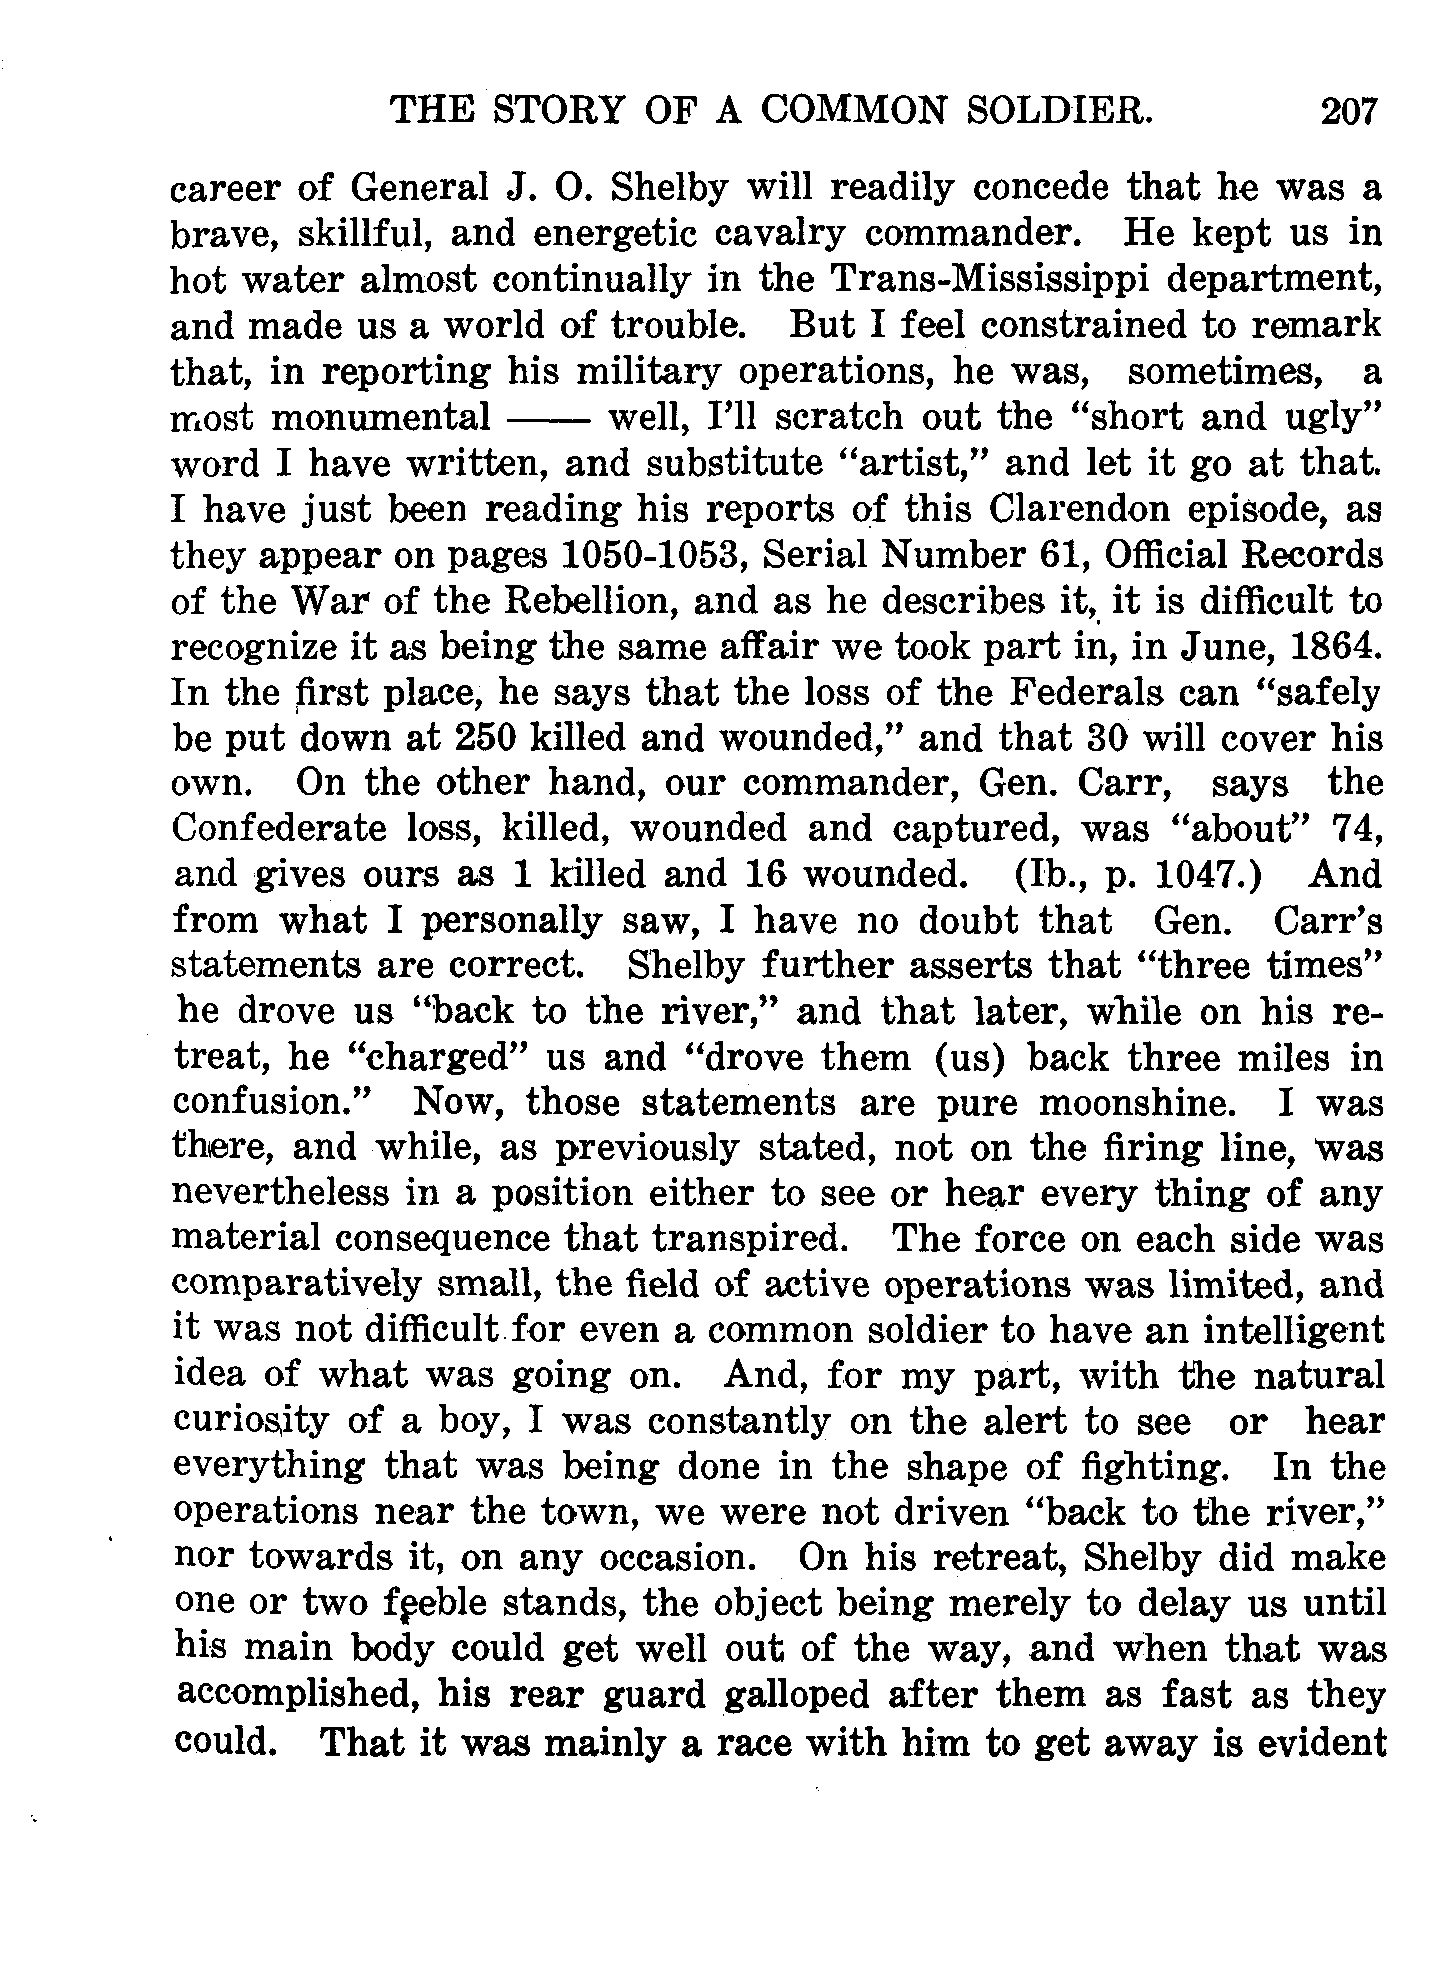 THE STORY OF A COMMON SOLDIER. 207
career of General J. O. Shelby will readily concede that he was a
brave, skillful, and energetic cavalry commander. He kept us in
hot water almost continually in the Trans-Mississippi department,
and made us a world of trouble. But I feel constrained to remark
that, in reporting his military operations, he was, sometimes, a
most monumental —— well, I'll scratch out the “short and ugly”
word I have written, and substitute “artist,” and let it go at that.
I have just been reading his reports of this Clarendon episode, as
they appear on pages 1050-1053, Serial Number 61, Official Records
of the War of the Rebellion, and as he describes it, it is difficult to
recognize it as being the same affair we took part in, in June, 1864.
In the first place, he says that the loss of the Federals can “safely
be put down at 250 killed and wounded,” and that 30 will cover his
own. On the other hand, our commander, Gen. Carr, says the
Confederate loss, killed, wounded and captured, was “about” 74,
and gives ours as 1 killed and 16 wounded. (Ib., p. 1047.) And
from what I personally saw, I have no doubt that Gen. Carr's
statements are correct. Shelby further asserts that “three times”
he drove us “back to the river,” and that later, while on his re-
treat, he “charged” us and “drove them (us) back three miles in
confusion.” Now, those statements are pure moonshine. I was
there, and while, as previously stated, not on the firing line, was
nevertheless in a position either to see or hear every thing of any
material consequence that transpired. The force on each side was
comparatively small, the field of active operations was limited, and
it was not difficult for even a common soldier to have an intelligent
idea of what was going on. And, for my part, with the natural
curiosity of a boy, I was constantly on the alert to see or hear
everything that was being done in the shape of fighting. In the
operations near the town, we were not driven “back to the river,”
nor towards it, on any occasion. On his retreat, Shelby did make
one or two feeble stands, the object being merely to delay us until
his main body could get well out of the way, and when that was
accomplished, his rear guard galloped after them as fast as they
could. That it was mainly a race with him to get away is evident